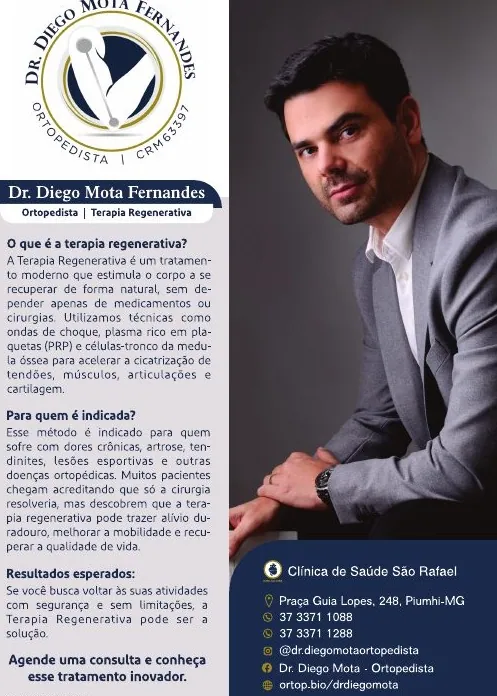 DR. DIEGO MOTA FERNANDES
ORTOPEDISTA | CRM63397
Dr. Diego Mota Fernandes
Ortopedista | Terapia Regenerativa
O que é a terapia regenerativa?
A Terapia Regenerativa é um tratamen-
to moderno que estimula o corpo a se
recuperar de forma natural, sem de-
pender apenas de medicamentos ou
cirurgias. Utilizamos técnicas como
ondas de choque, plasma rico em pla-
quetas (PRP) e células-tronco da medu-
la óssea para acelerar a cicatrização de
tendões, músculos, articulações e
cartilagem.
Para quem é indicada?
Esse método é indicado para quem
sofre com dores crônicas, artrose, ten-
dinites, lesões esportivas e outras
doenças ortopédicas. Muitos pacientes
chegam acreditando que só a cirurgia
resolveria, mas descobrem que a tera-
pia regenerativa pode trazer alívio du-
radouro, melhorar a mobilidade e recu-
perar a qualidade de vida.
Resultados esperados:
Se você busca voltar às suas atividades
com segurança e sem limitações, a
Terapia Regenerativa pode ser a
solução.
Agende uma consulta e conheça
esse tratamento inovador.
Clínica de Saúde São Rafael
Praça Guia Lopes, 248, Piumhi-MG
37 3371 1088
37 3371 1288
@dr.diegomotaortopedista
Dr. Diego Mota - Ortopedista
ortop.bio/drdiegomota